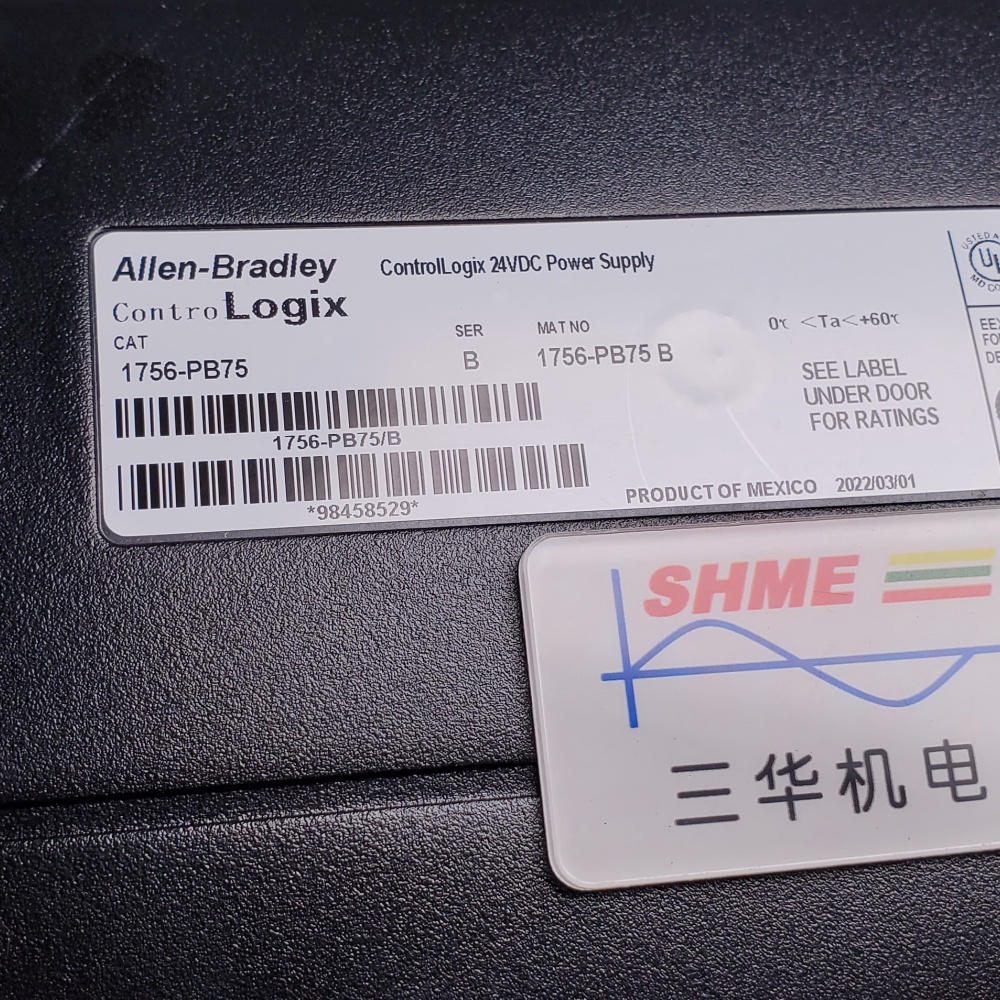 Allen-Bradley
ControlLogix 24VDC Power Supply
ControLogix
CAT
SER
MAT NO
0℃ <Ta<+60℃
1756-PB75
B
1756-PB75 B
SEE LABEL
UNDER DOOR
FOR RATINGS
1756-PB75/B
*98458529*
PRODUCT OF MEXICO 2022/03/01
SHME
三华机电